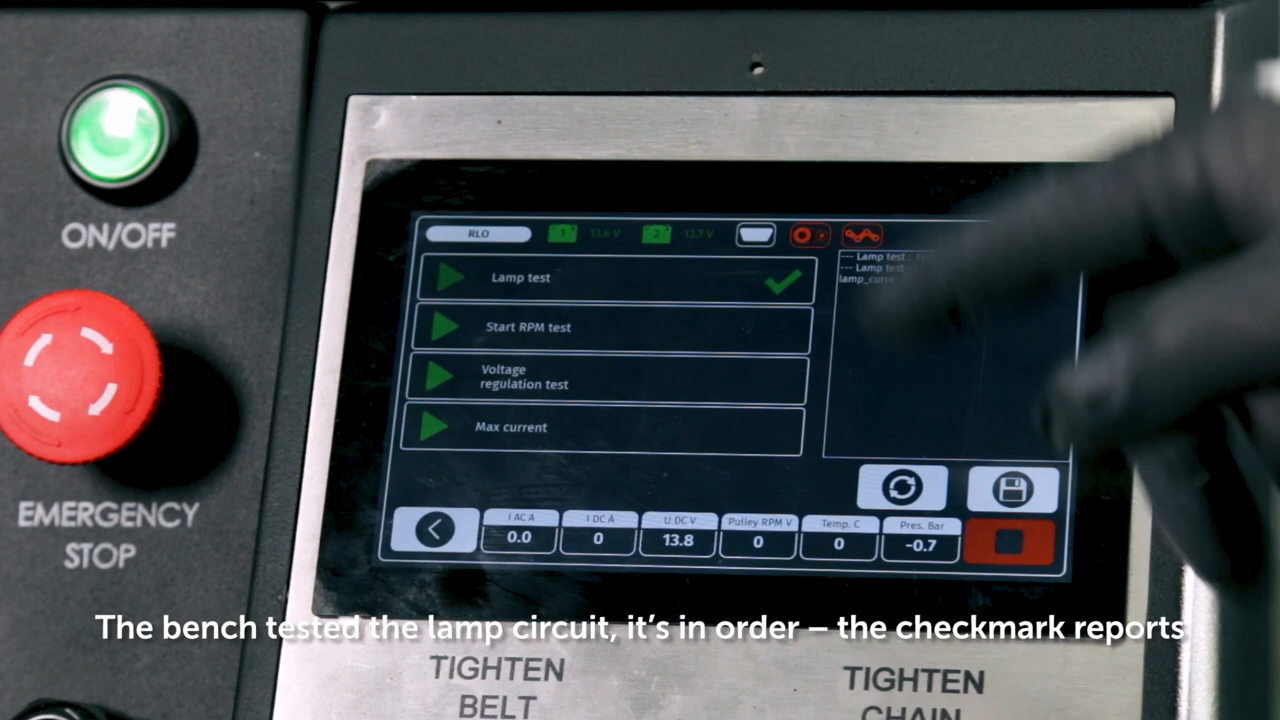 ON/OFF
EMERGENCY
STOP
RLO
1 13.6 V
2 13.7 V
Lamp test
Start RPM test
Voltage
regulation test
Max current
--- Lamp test :
--- Lamp test
I AC A
0.0
I DC A
0
U DC V
13.8
Pulley RPM V
0
Temp. C
0
Pres. Bar
-0.7
The bench tested the lamp circuit, it’s in order – the checkmark reports
TIGHTEN
BELT
TIGHTEN
CHAIN